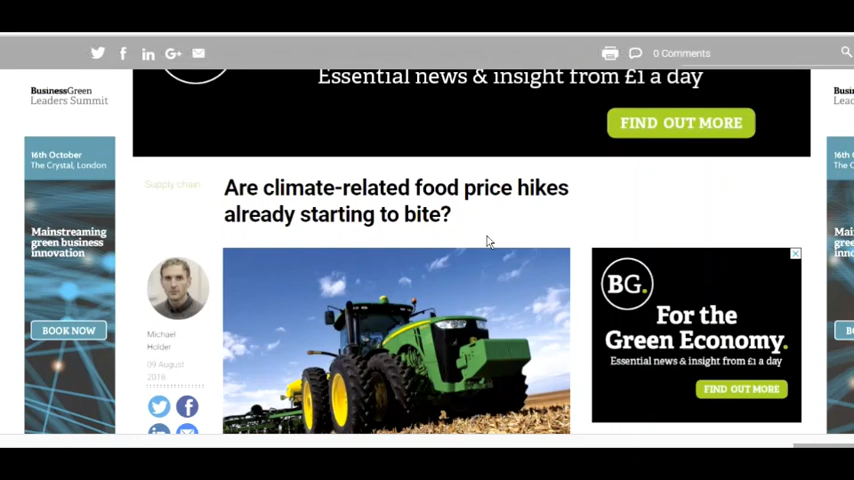 0 Comments
Essential news & insight from £1 a day
FIND OUT MORE
BusinessGreen
Leaders Summit
16th October
The Crystal, London
Mainstreaming
green business
innovation
BOOK NOW
Supply chain
Are climate-related food price hikes
already starting to bite?
Michael
Holder
09 August
2016
BG.
For the
Green Economy.
Essential news & insight from £1 a day
FIND OUT MORE